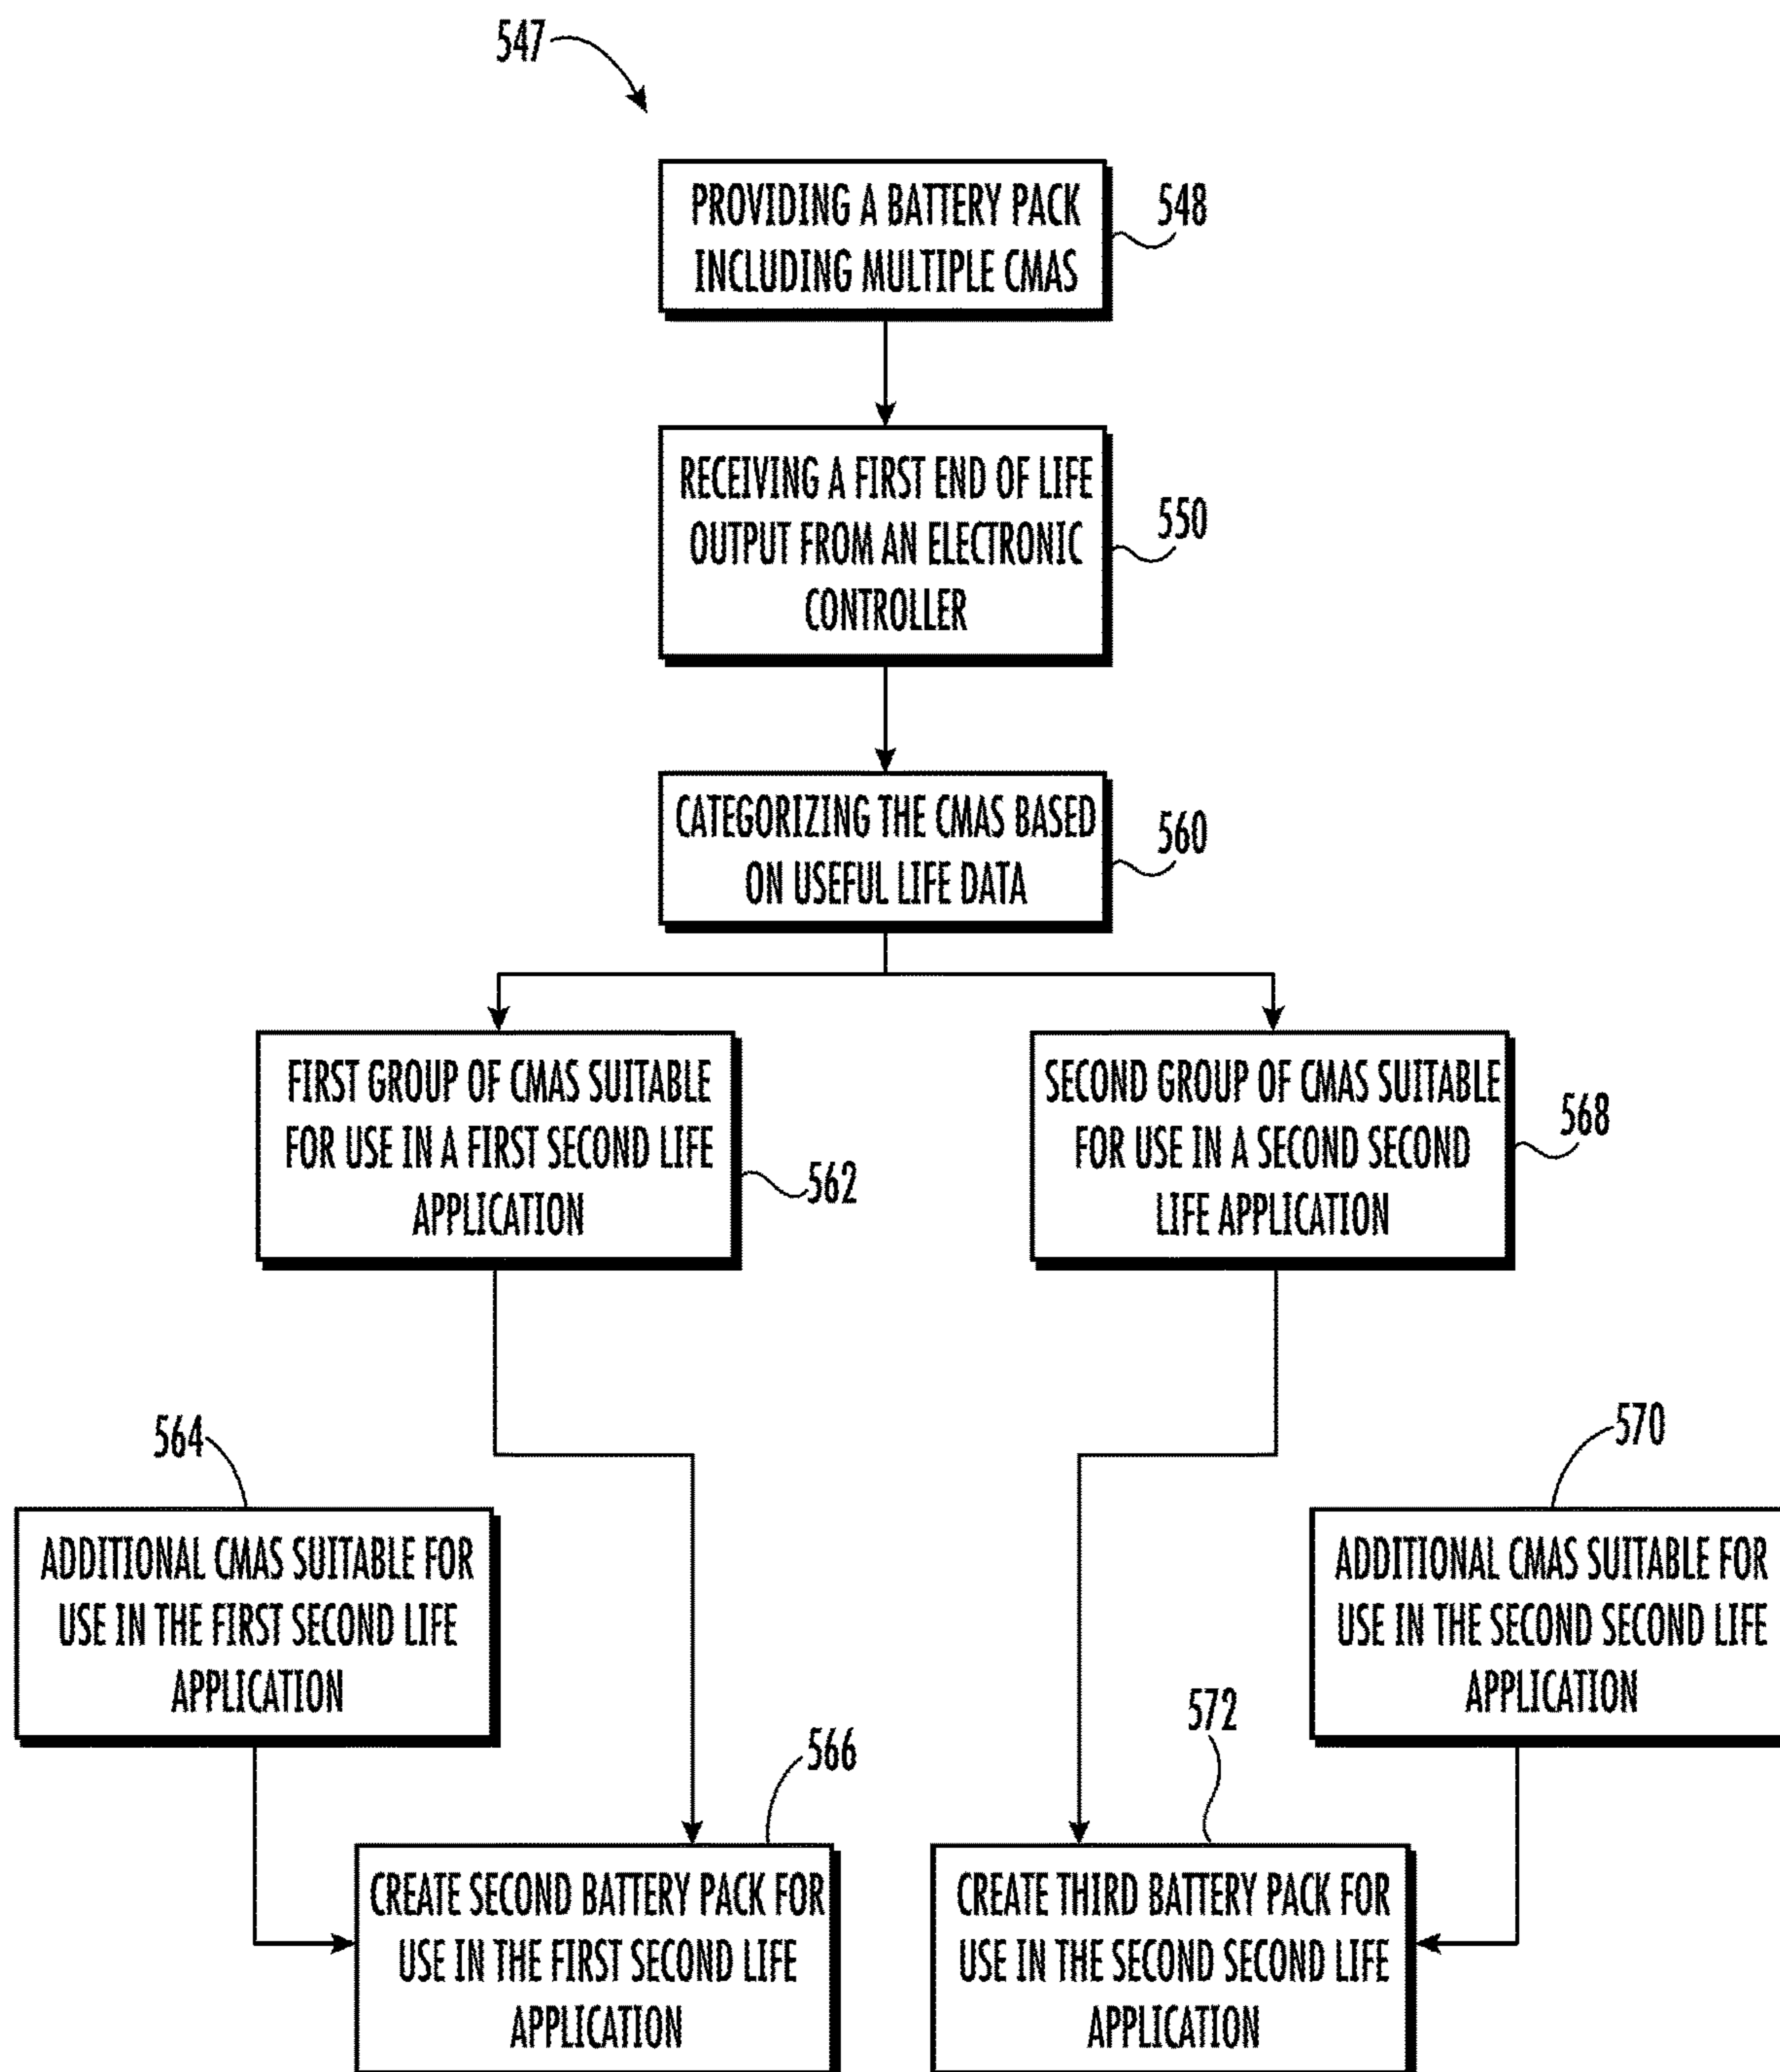 547
PROVIDING A BATTERY PACK
INCLUDING MULTIPLE CMAS
548
RECEIVING A FIRST END OF LIFE
OUTPUT FROM AN ELECTRONIC
CONTROLLER
550
CATEGORIZING THE CMAS BASED
ON USEFUL LIFE DATA
560
FIRST GROUP OF CMAS SUITABLE
FOR USE IN A FIRST SECOND LIFE
APPLICATION
562
SECOND GROUP OF CMAS SUITABLE
FOR USE IN A SECOND SECOND
LIFE APPLICATION
568
564
ADDITIONAL CMAS SUITABLE FOR
USE IN THE FIRST SECOND LIFE
APPLICATION
570
ADDITIONAL CMAS SUITABLE FOR
USE IN THE SECOND SECOND LIFE
APPLICATION
566
CREATE SECOND BATTERY PACK FOR
USE IN THE FIRST SECOND LIFE
APPLICATION
572
CREATE THIRD BATTERY PACK FOR
USE IN THE SECOND SECOND LIFE
APPLICATION